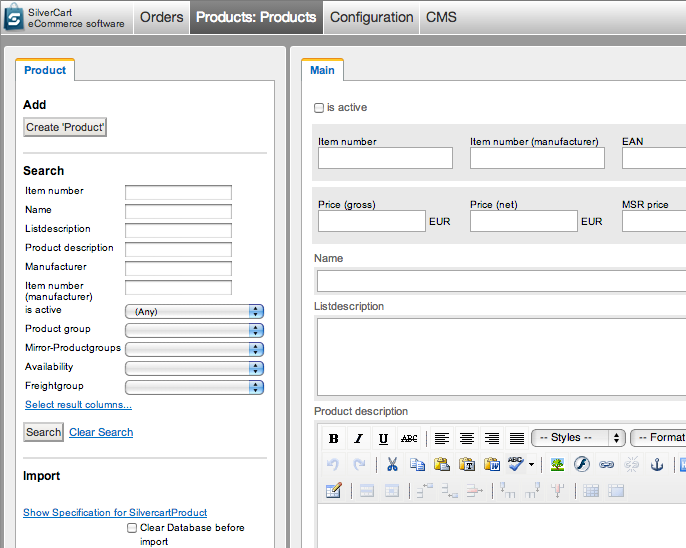 SilverCart
eCommerce software
Orders
Products: Products
Configuration
CMS
Product
Add
Create 'Product'
Search
Item number
Name
Listdescription
Product description
Manufacturer
Item number
(manufacturer)
is active
(Any)
Product group
Mirror-Productgroups
Availability
Freightgroup
Select result columns...
Search
Clear Search
Import
Show Specification for SilvercartProduct
Clear Database before
import
Main
is active
Item number
Item number (manufacturer)
EAN
Price (gross)
EUR
Price (net)
EUR
MSR price
Name
Listdescription
Product description
B I U ABC
-- Styles --
-- Format
ABC